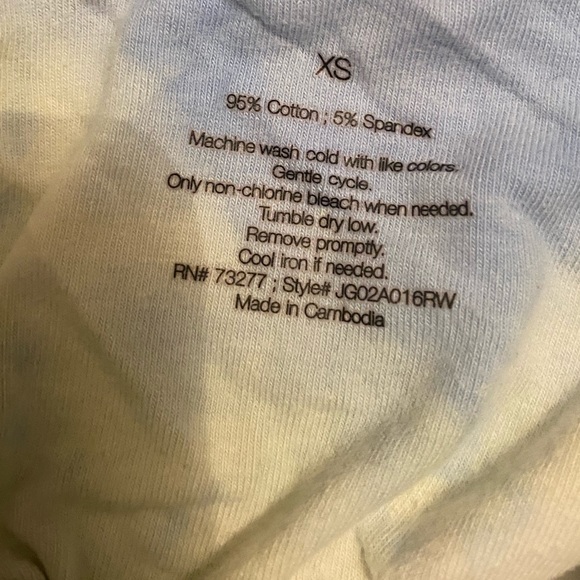 XS
95% Cotton ; 5% Spandex
Machine wash cold with like colors.
Gentle cycle.
Only non-chlorine bleach when needed.
Tumble dry low.
Remove promptly.
Cool iron if needed.
RN# 73277 ; Style# JG02A016RW
Made in Cambodia